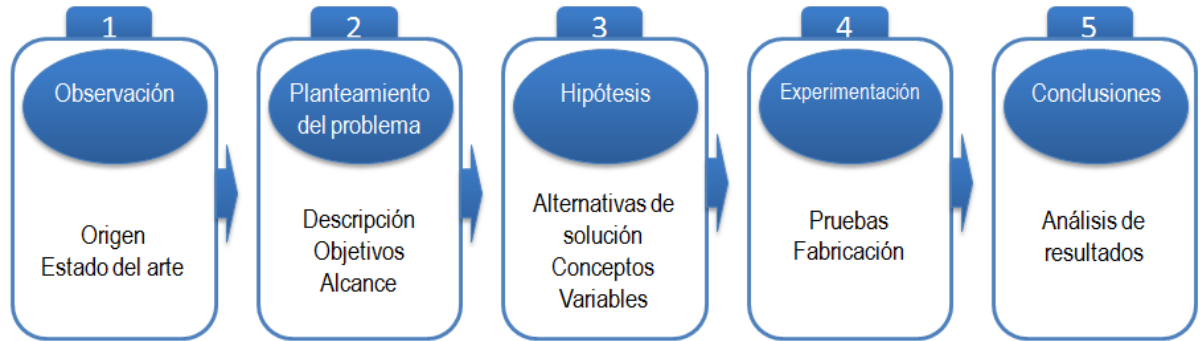 1
Observación
Origen
Estado del arte
2
Planteamiento
del problema
Descripción
Objetivos
Alcance
3
Hipótesis
Alternativas de
solución
Conceptos
Variables
4
Experimentación
Pruebas
Fabricación
5
Conclusiones
Análisis de
resultados